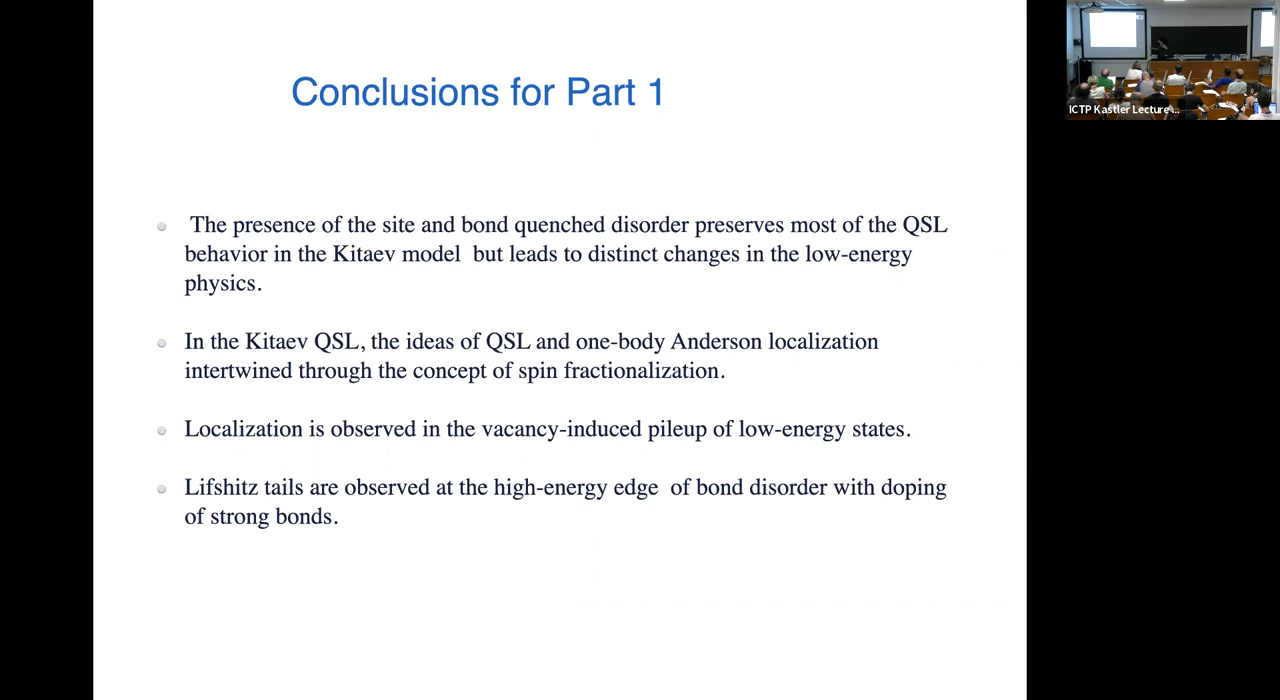 Conclusions for Part 1
The presence of the site and bond quenched disorder preserves most of the QSL
behavior in the Kitaev model but leads to distinct changes in the low-energy
physics.
In the Kitaev QSL, the ideas of QSL and one-body Anderson localization
intertwined through the concept of spin fractionalization.
Localization is observed in the vacancy-induced pileup of low-energy states.
Lifshitz tails are observed at the high-energy edge of bond disorder with doping
of strong bonds.
ICTP Kastler Lecture ...